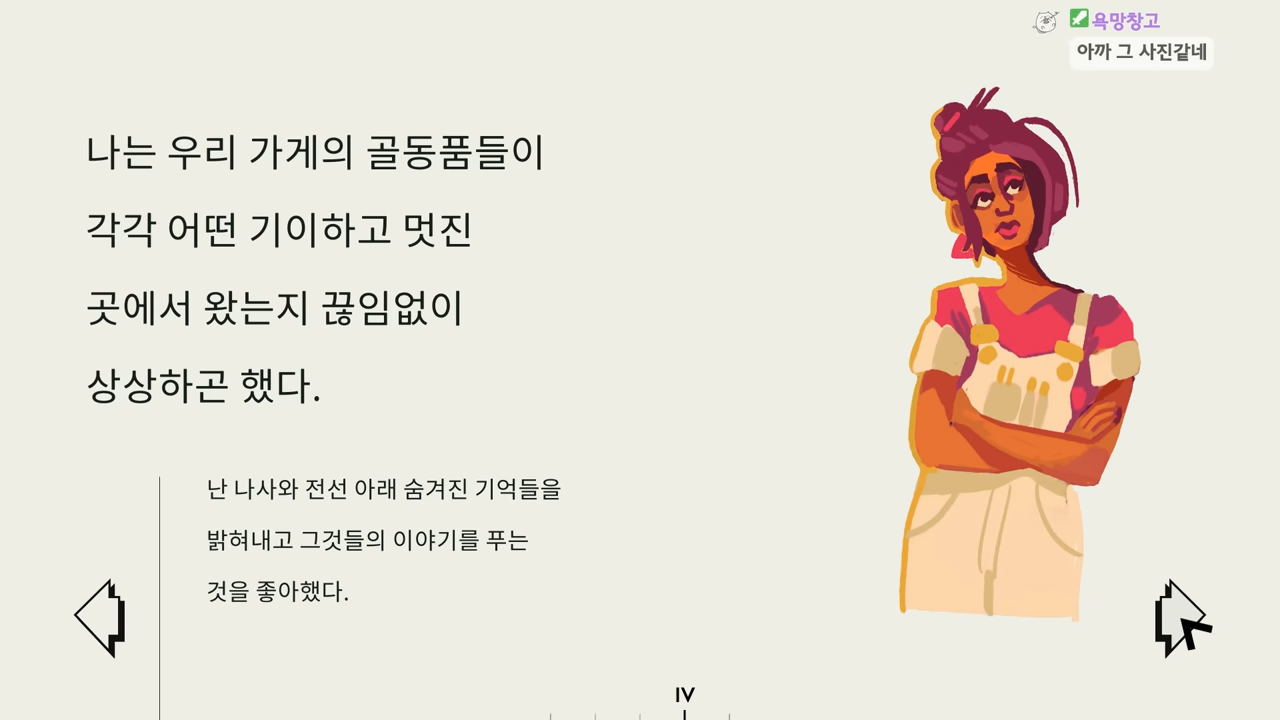 욕망창고
아까 그 사진같네
나는 우리 가게의 골동품들이
각각 어떤 기이하고 멋진
곳에서 왔는지 끊임없이
상상하곤 했다.
난 나사와 전선 아래 숨겨진 기억들을
밝혀내고 그것들의 이야기를 푸는
것을 좋아했다.
IV